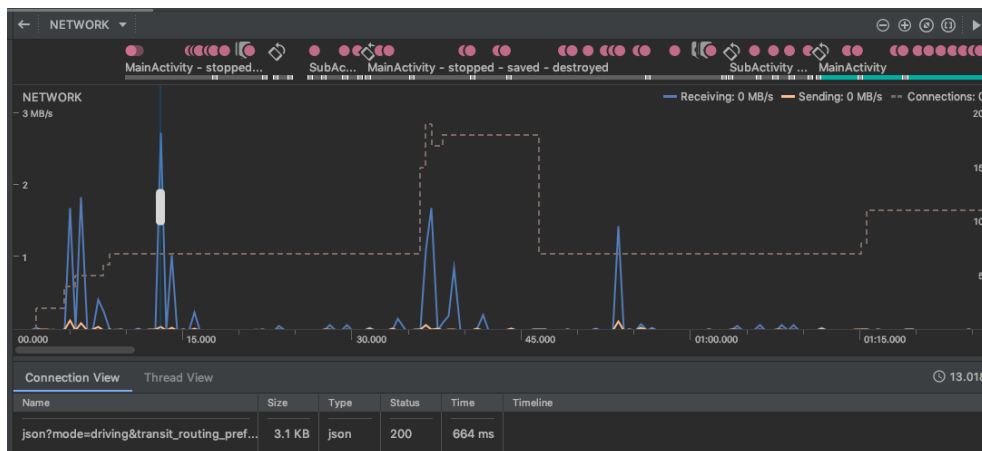 NETWORK
MainActivity - stopped...
SubAc...
MainActivity - stopped - saved - destroyed
SubActivity ...
MainActivity
NETWORK
Receiving: 0 MB/s
Sending: 0 MB/s
Connections:
3 MB/s
20
2
15
10
1
5
00.000
15.000
30.000
45.000
01:00.000
01:15.000
Connection View
Thread View
13.018
Name
Size
Type
Status
Time
Timeline
json?mode=driving&transit_routing_pref...
3.1 KB
json
200
664 ms